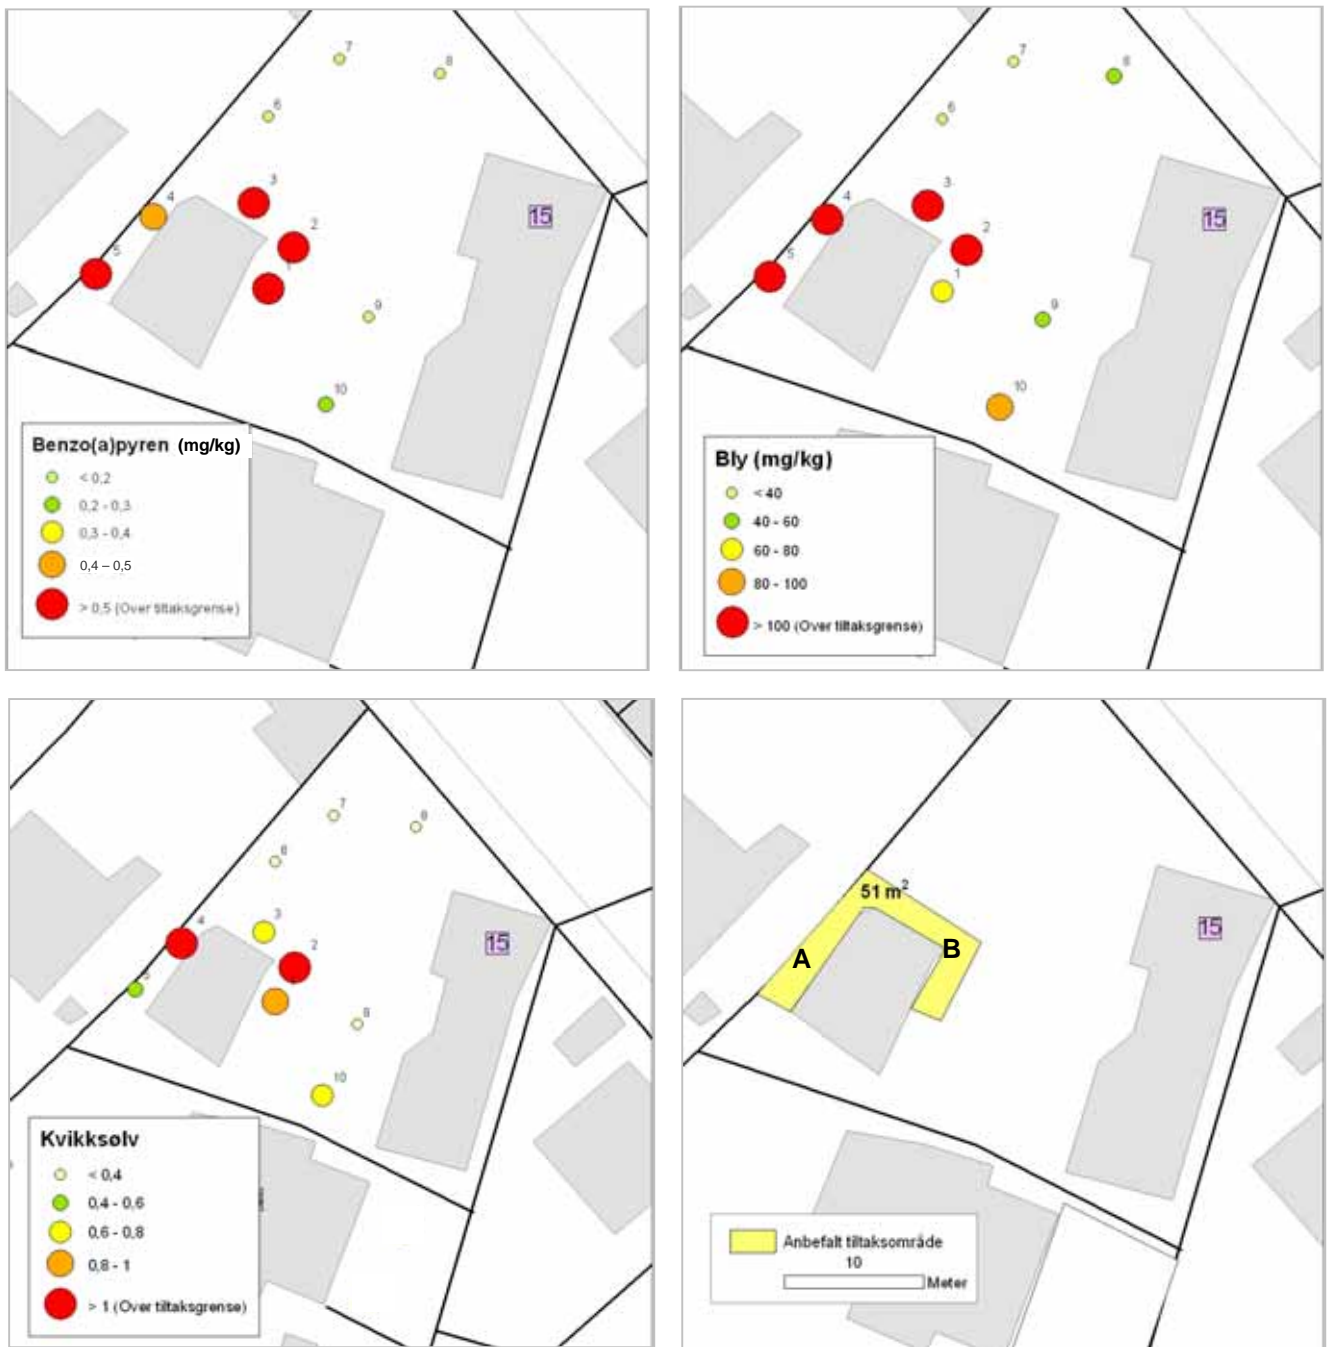 7
8
6
3
4
15
2
5
1
9
10
Benzo(a)pyren (mg/kg)
< 0,2
0,2 - 0,3
0,3 - 0,4
0,4 – 0,5
> 0,5 (Over tiltaksgrense)
7
8
6
3
4
15
2
5
1
9
10
Bly (mg/kg)
< 40
40 - 60
60 - 80
80 - 100
> 100 (Over tiltaksgrense)
7
8
6
3
4
15
2
5
9
10
Kvikksølv
< 0,4
0,4 - 0,6
0,6 - 0,8
0,8 - 1
> 1 (Over tiltaksgrense)
51 m²
15
A
B
Anbefalt tiltaksområde
10
Meter